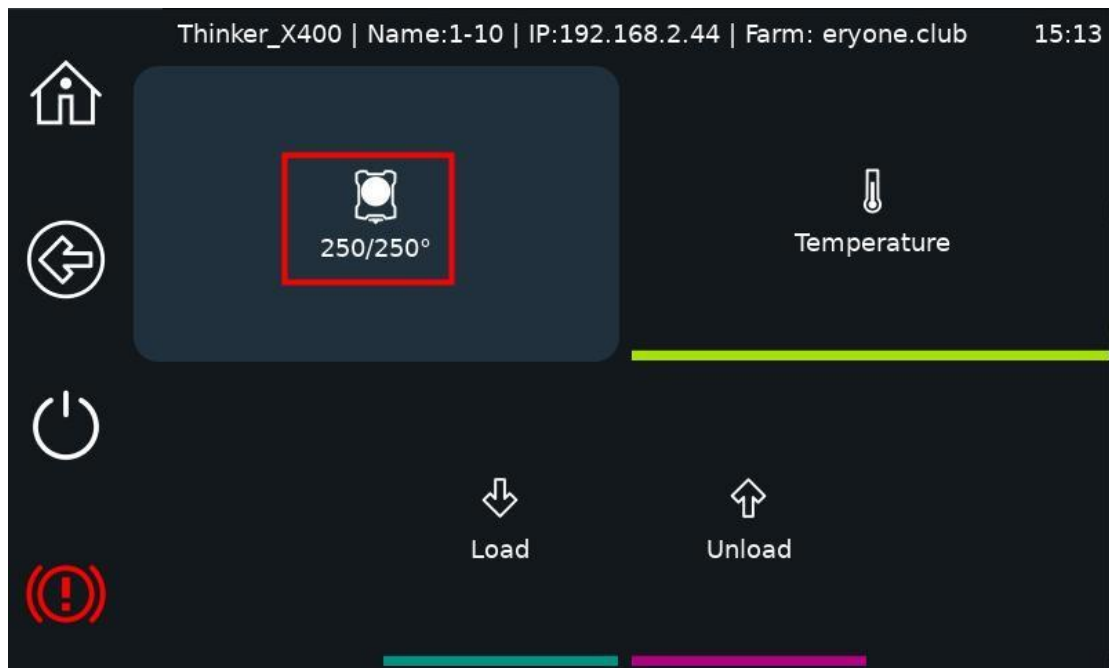 Thinker_X400 | Name:1-10 | IP:192.168.2.44 | Farm: eryone.club 15:13
250/250°
Temperature
Load
Unload